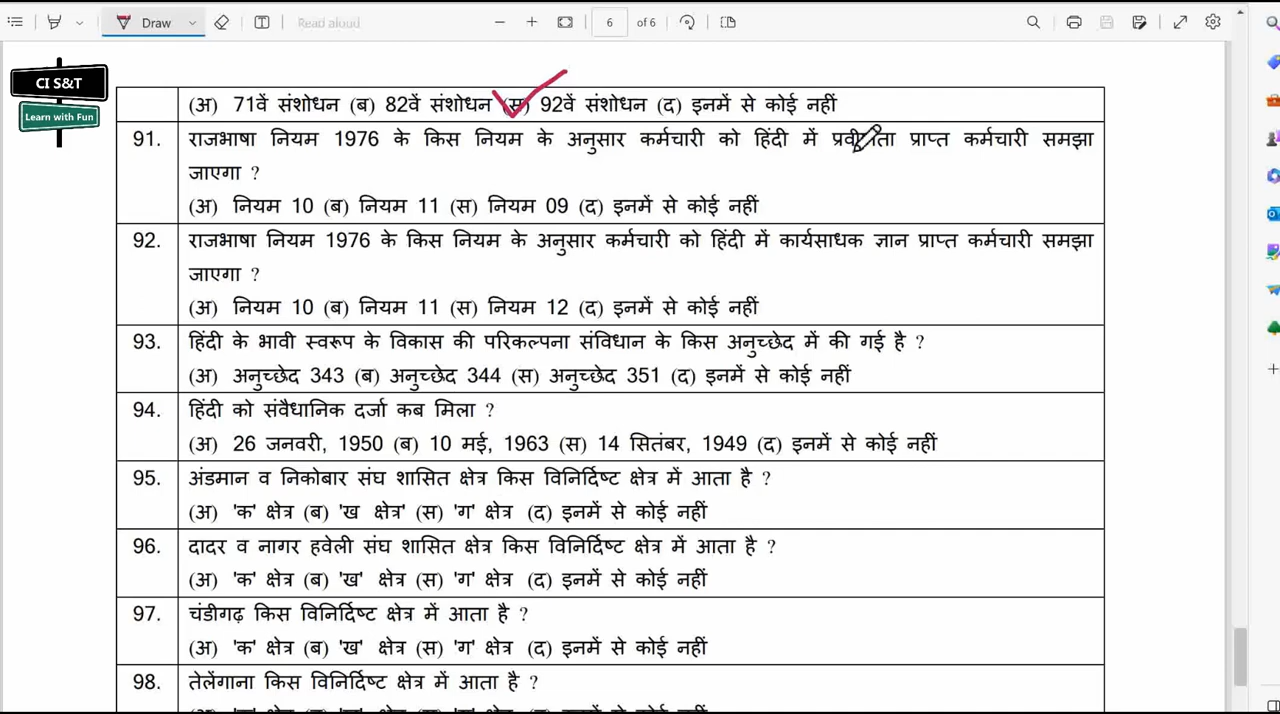 Draw
Read aloud
6
of 6
CI S&T
Learn with Fun
(अ) 71वें संशोधन (ब) 82वें संशोधन (स) 92वें संशोधन (द) इनमें से कोई नहीं
91. राजभाषा नियम 1976 के किस नियम के अनुसार कर्मचारी को हिंदी में प्राप्त कर्मचारी समझा
जाएगा ?
(अ) नियम 10 (ब) नियम 11 (स) नियम 09 (द) इनमें से कोई नहीं
92. राजभाषा नियम 1976 के किस नियम के अनुसार कर्मचारी को हिंदी में कार्यसाधक ज्ञान प्राप्त कर्मचारी समझा
जाएगा ?
(अ) नियम 10 (ब) नियम 11 (स) नियम 12 (द) इनमें से कोई नहीं
93. हिंदी के भावी स्वरूप के विकास की परिकल्पना संविधान के किस अनुच्छेद में की गई है ?
(अ) अनुच्छेद 343 (ब) अनुच्छेद 344 (स) अनुच्छेद 351 (द) इनमें से कोई नहीं
94. हिंदी को संवैधानिक दर्जा कब मिला ?
(अ) 26 जनवरी, 1950 (ब) 10 मई, 1963 (स) 14 सितंबर, 1949 (द) इनमें से कोई नहीं
95. अंडमान व निकोबार संघ शासित क्षेत्र किस विनिर्दिष्ट क्षेत्र में आता है ?
(अ) 'क' क्षेत्र (ब) 'ख क्षेत्र' (स) 'ग' क्षेत्र (द) इनमें से कोई नहीं
96. दादर व नागर हवेली संघ शासित क्षेत्र किस विनिर्दिष्ट क्षेत्र में आता है ?
(अ) 'क' क्षेत्र (ब) 'ख' क्षेत्र (स) 'ग' क्षेत्र (द) इनमें से कोई नहीं
97. चंडीगढ़ किस विनिर्दिष्ट क्षेत्र में आता है ?
(अ) 'क' क्षेत्र (ब) 'ख' क्षेत्र (स) 'ग' क्षेत्र (द) इनमें से कोई नहीं
98. तेलेंगाना किस विनिर्दिष्ट क्षेत्र में आता है ?